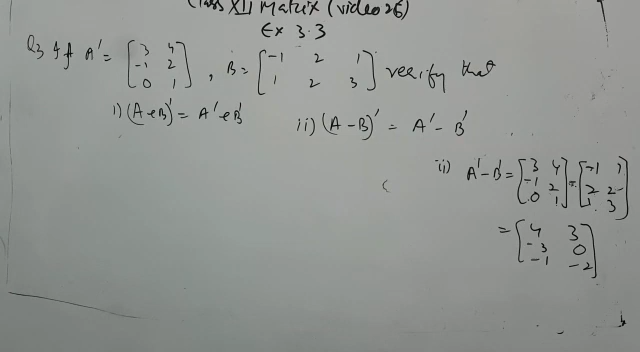 Class XII Matrix (video 26)
Ex 3.3
Q3 If A' = [3 4 -1 2 0 1], B = [-1 2 1 1 2 3] verify that
i) (A+B)' = A'+B' ii) (A-B)' = A'-B'
ii) A'-B' = [3 4 -1 2 0 1] - [-1 1 2 2 1 3]
= [4 3 -3 0 -1 -2]